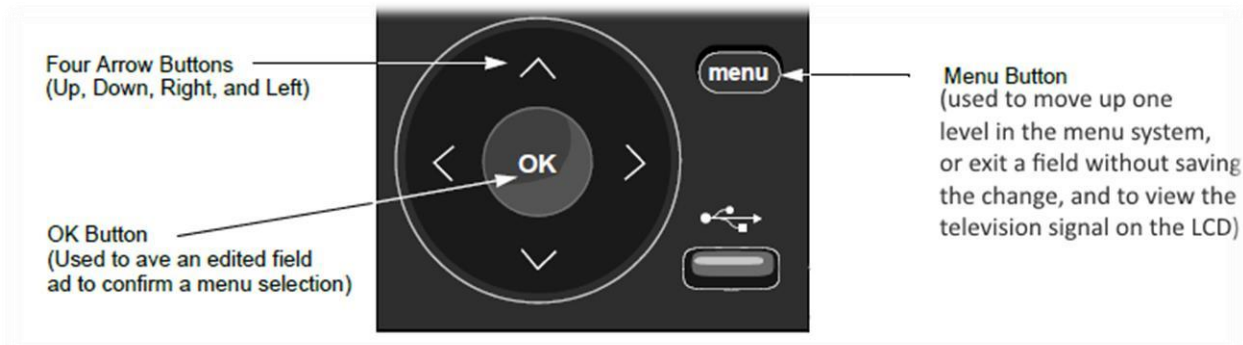 Four Arrow Buttons
(Up, Down, Right, and Left)
OK Button
(Used to ave an edited field
ad to confirm a menu selection)
OK
menu
Menu Button
(used to move up one
level in the menu system,
or exit a field without saving
the change, and to view the
television signal on the LCD)